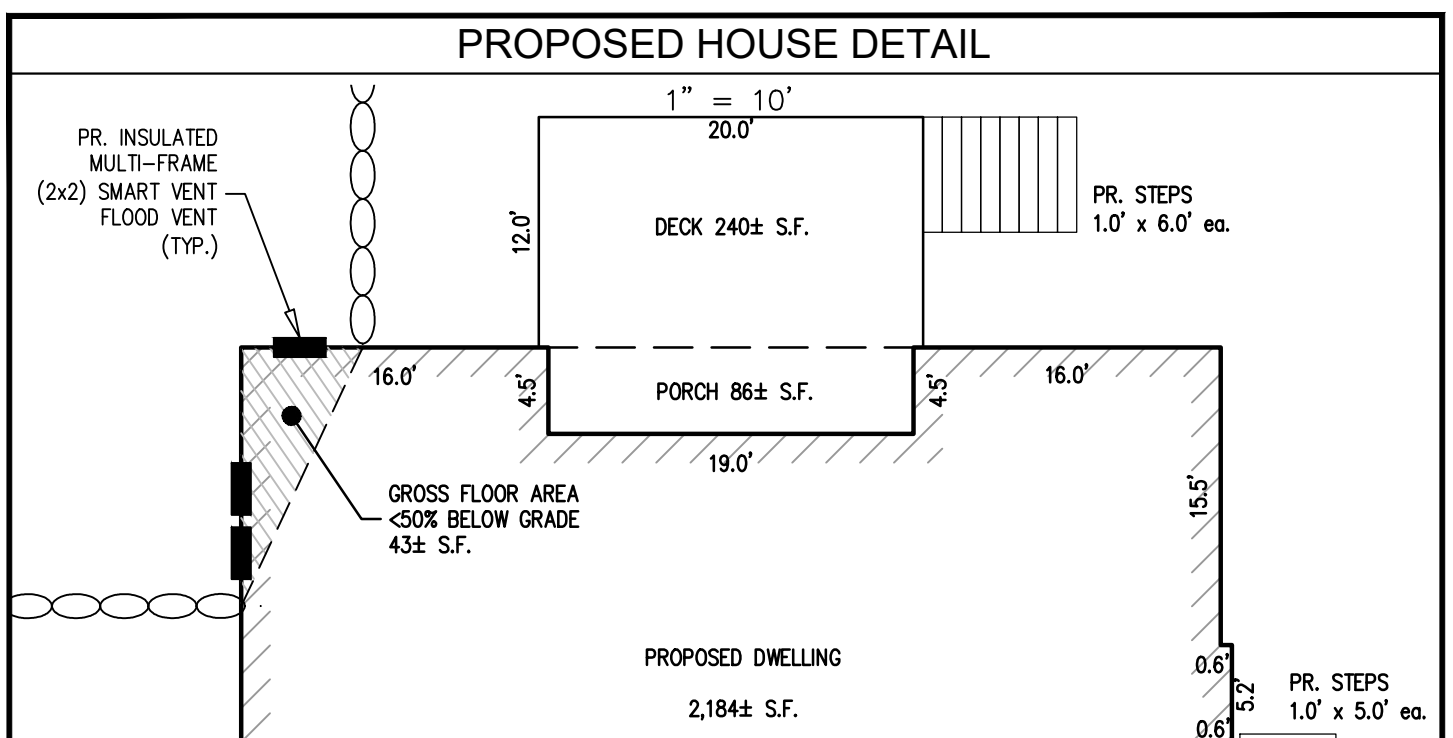 PROPOSED HOUSE DETAIL
1” = 10'
20.0'
PR. INSULATED
MULTI-FRAME
(2x2) SMART VENT
FLOOD VENT
(TYP.)
12.0'
DECK 240± S.F.
PR. STEPS
1.0' x 6.0' ea.
16.0'
4.5'
PORCH 86± S.F.
4.5'
16.0'
19.0'
GROSS FLOOR AREA
<50% BELOW GRADE
43± S.F.
15.5'
PROPOSED DWELLING
2,184± S.F.
0.6'
5.2'
0.6'
PR. STEPS
1.0' x 5.0' ea.